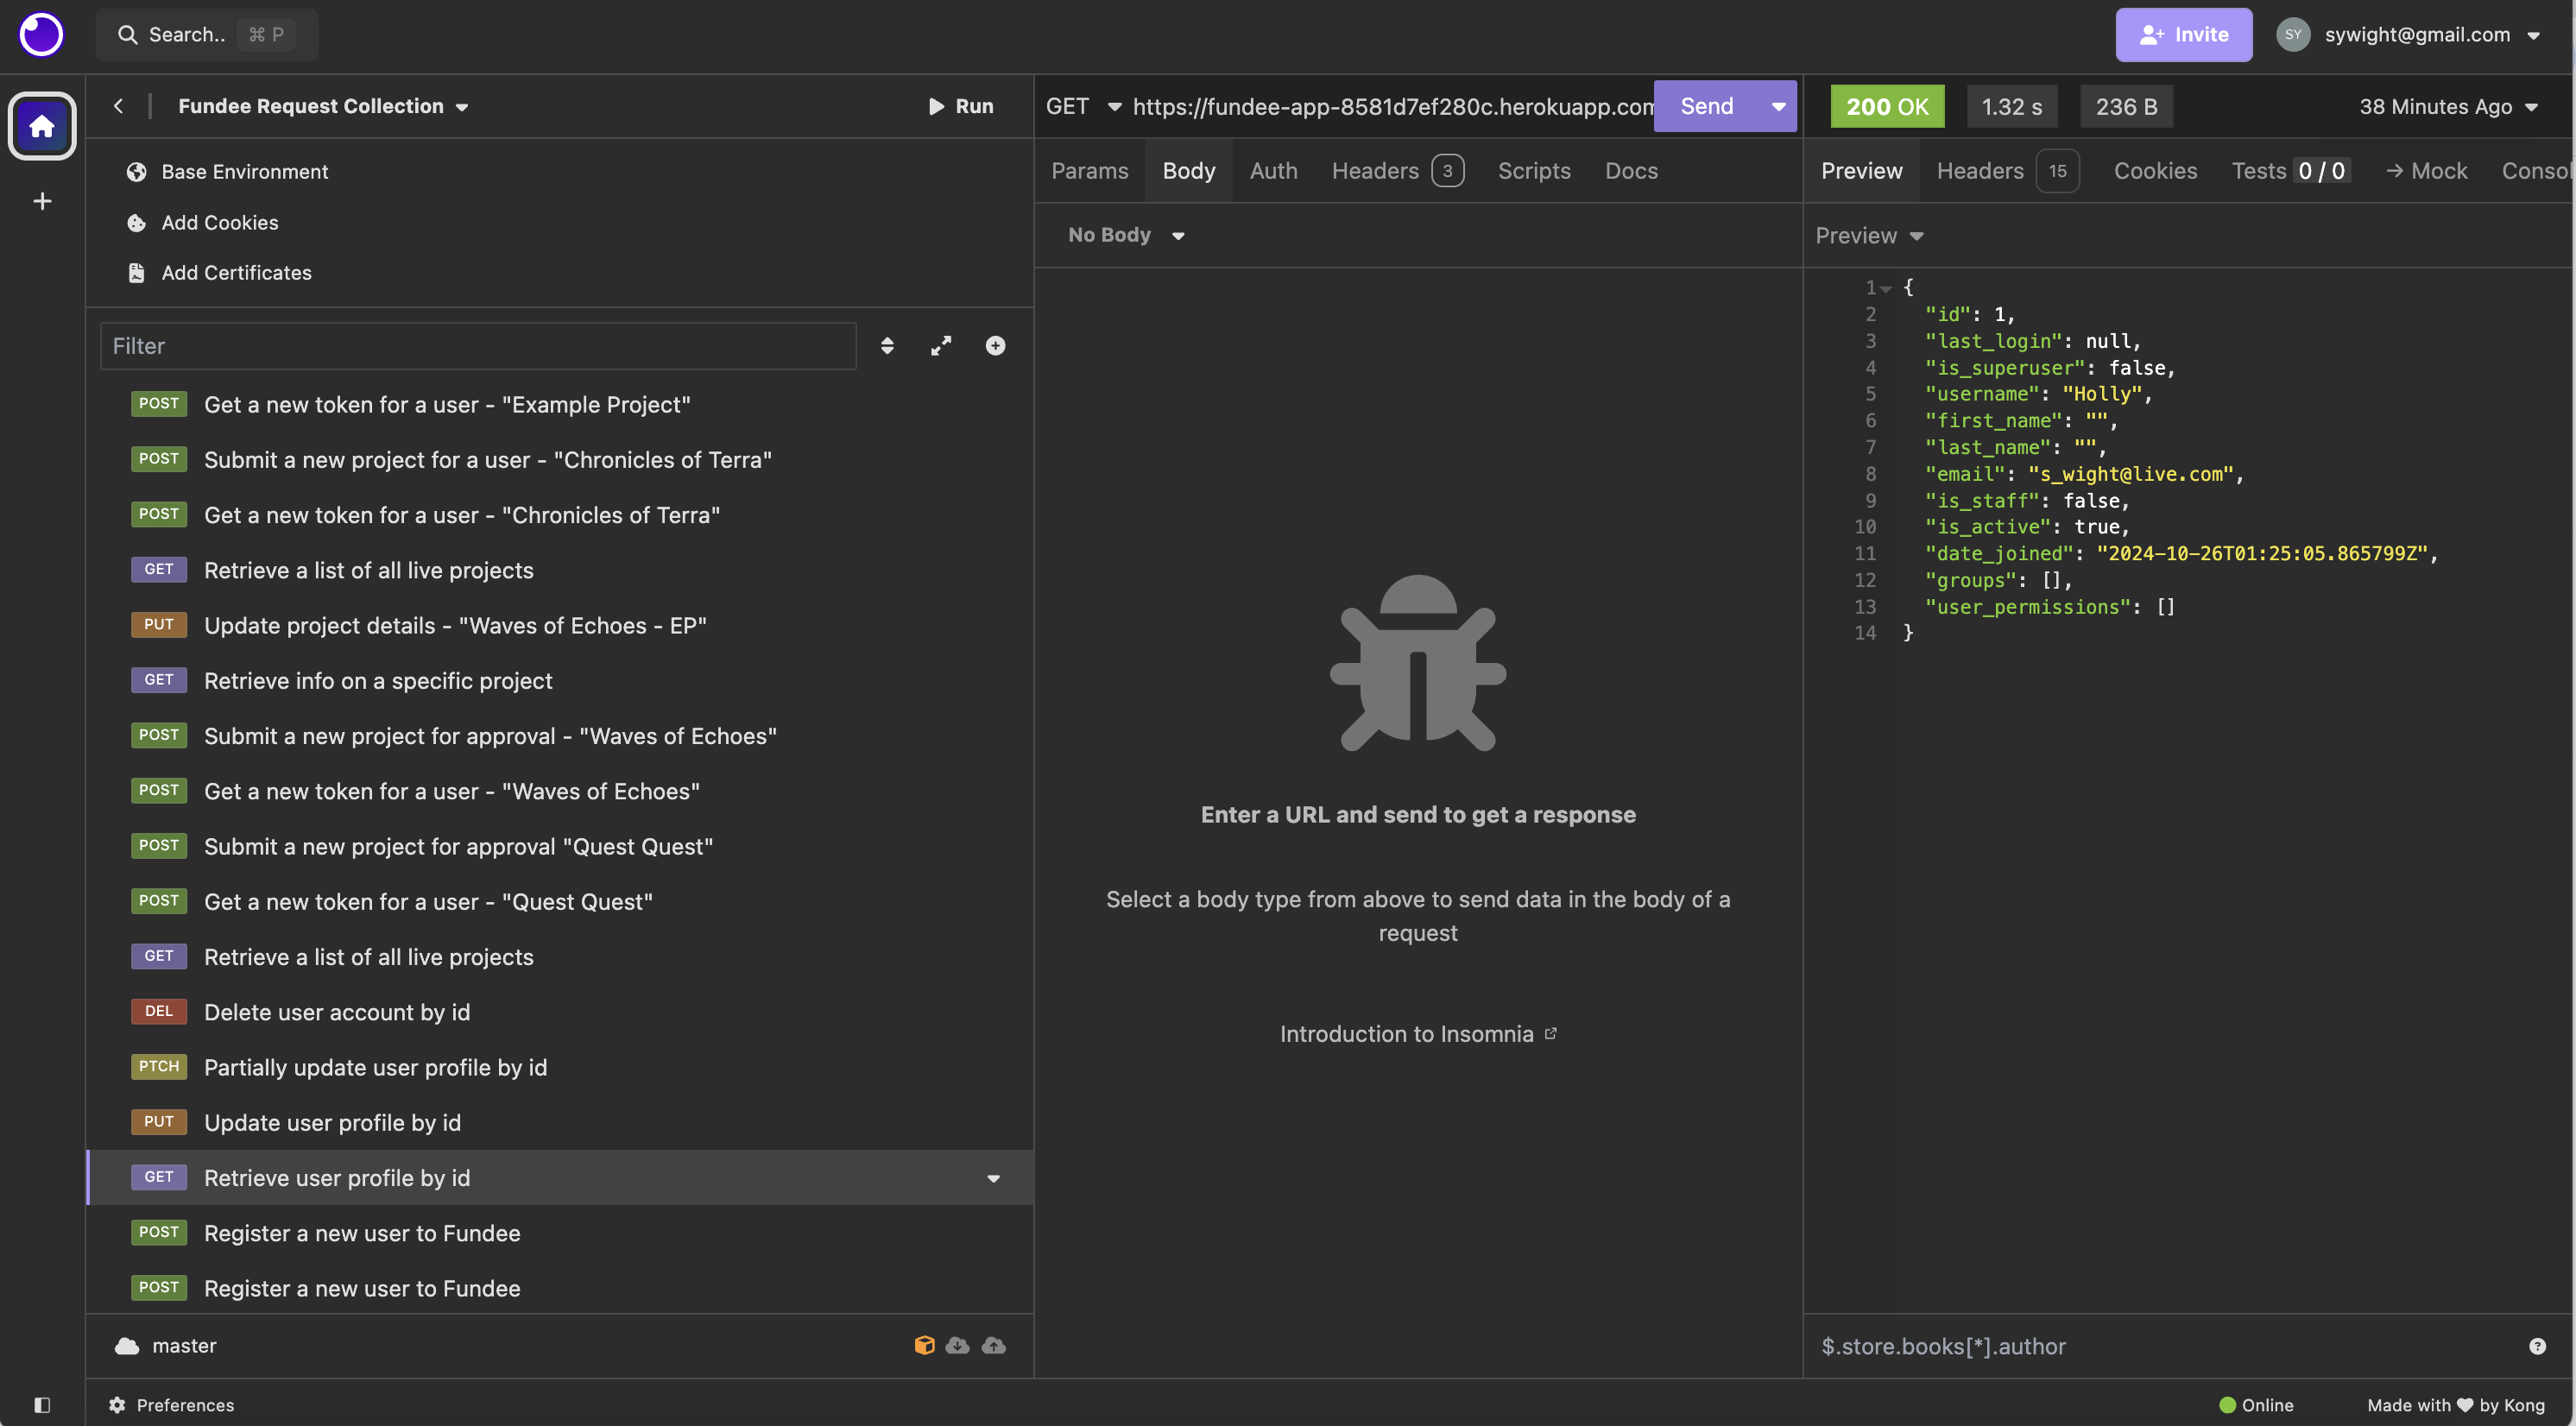 Search.. ⌘ P
Invite
SY sywight@gmail.com
Fundee Request Collection
Run
GET https://fundee-app-8581d7ef280c.herokuapp.com
Send
200 OK 1.32 s 236 B
38 Minutes Ago
Base Environment
Add Cookies
Add Certificates
Filter
POST Get a new token for a user - "Example Project"
POST Submit a new project for a user - "Chronicles of Terra"
POST Get a new token for a user - "Chronicles of Terra"
GET Retrieve a list of all live projects
PUT Update project details - "Waves of Echoes - EP"
GET Retrieve info on a specific project
POST Submit a new project for approval - "Waves of Echoes"
POST Get a new token for a user - "Waves of Echoes"
POST Submit a new project for approval "Quest Quest"
POST Get a new token for a user - "Quest Quest"
GET Retrieve a list of all live projects
DEL Delete user account by id
PTCH Partially update user profile by id
PUT Update user profile by id
GET Retrieve user profile by id
POST Register a new user to Fundee
POST Register a new user to Fundee
master
Preferences
Params Body Auth Headers 3 Scripts Docs
No Body
Enter a URL and send to get a response
Select a body type from above to send data in the body of a
request
Introduction to Insomnia
Preview Headers 15 Cookies Tests 0 / 0 → Mock Consol
Preview
1 {
2 "id": 1,
3 "last_login": null,
4 "is_superuser": false,
5 "username": "Holly",
6 "first_name": "",
7 "last_name": "",
8 "email": "s_wight@live.com",
9 "is_staff": false,
10 "is_active": true,
11 "date_joined": "2024-10-26T01:25:05.865799Z",
12 "groups": [],
13 "user_permissions": []
14 }
$.store.books[*].author
Online
Made with ♥ by Kong